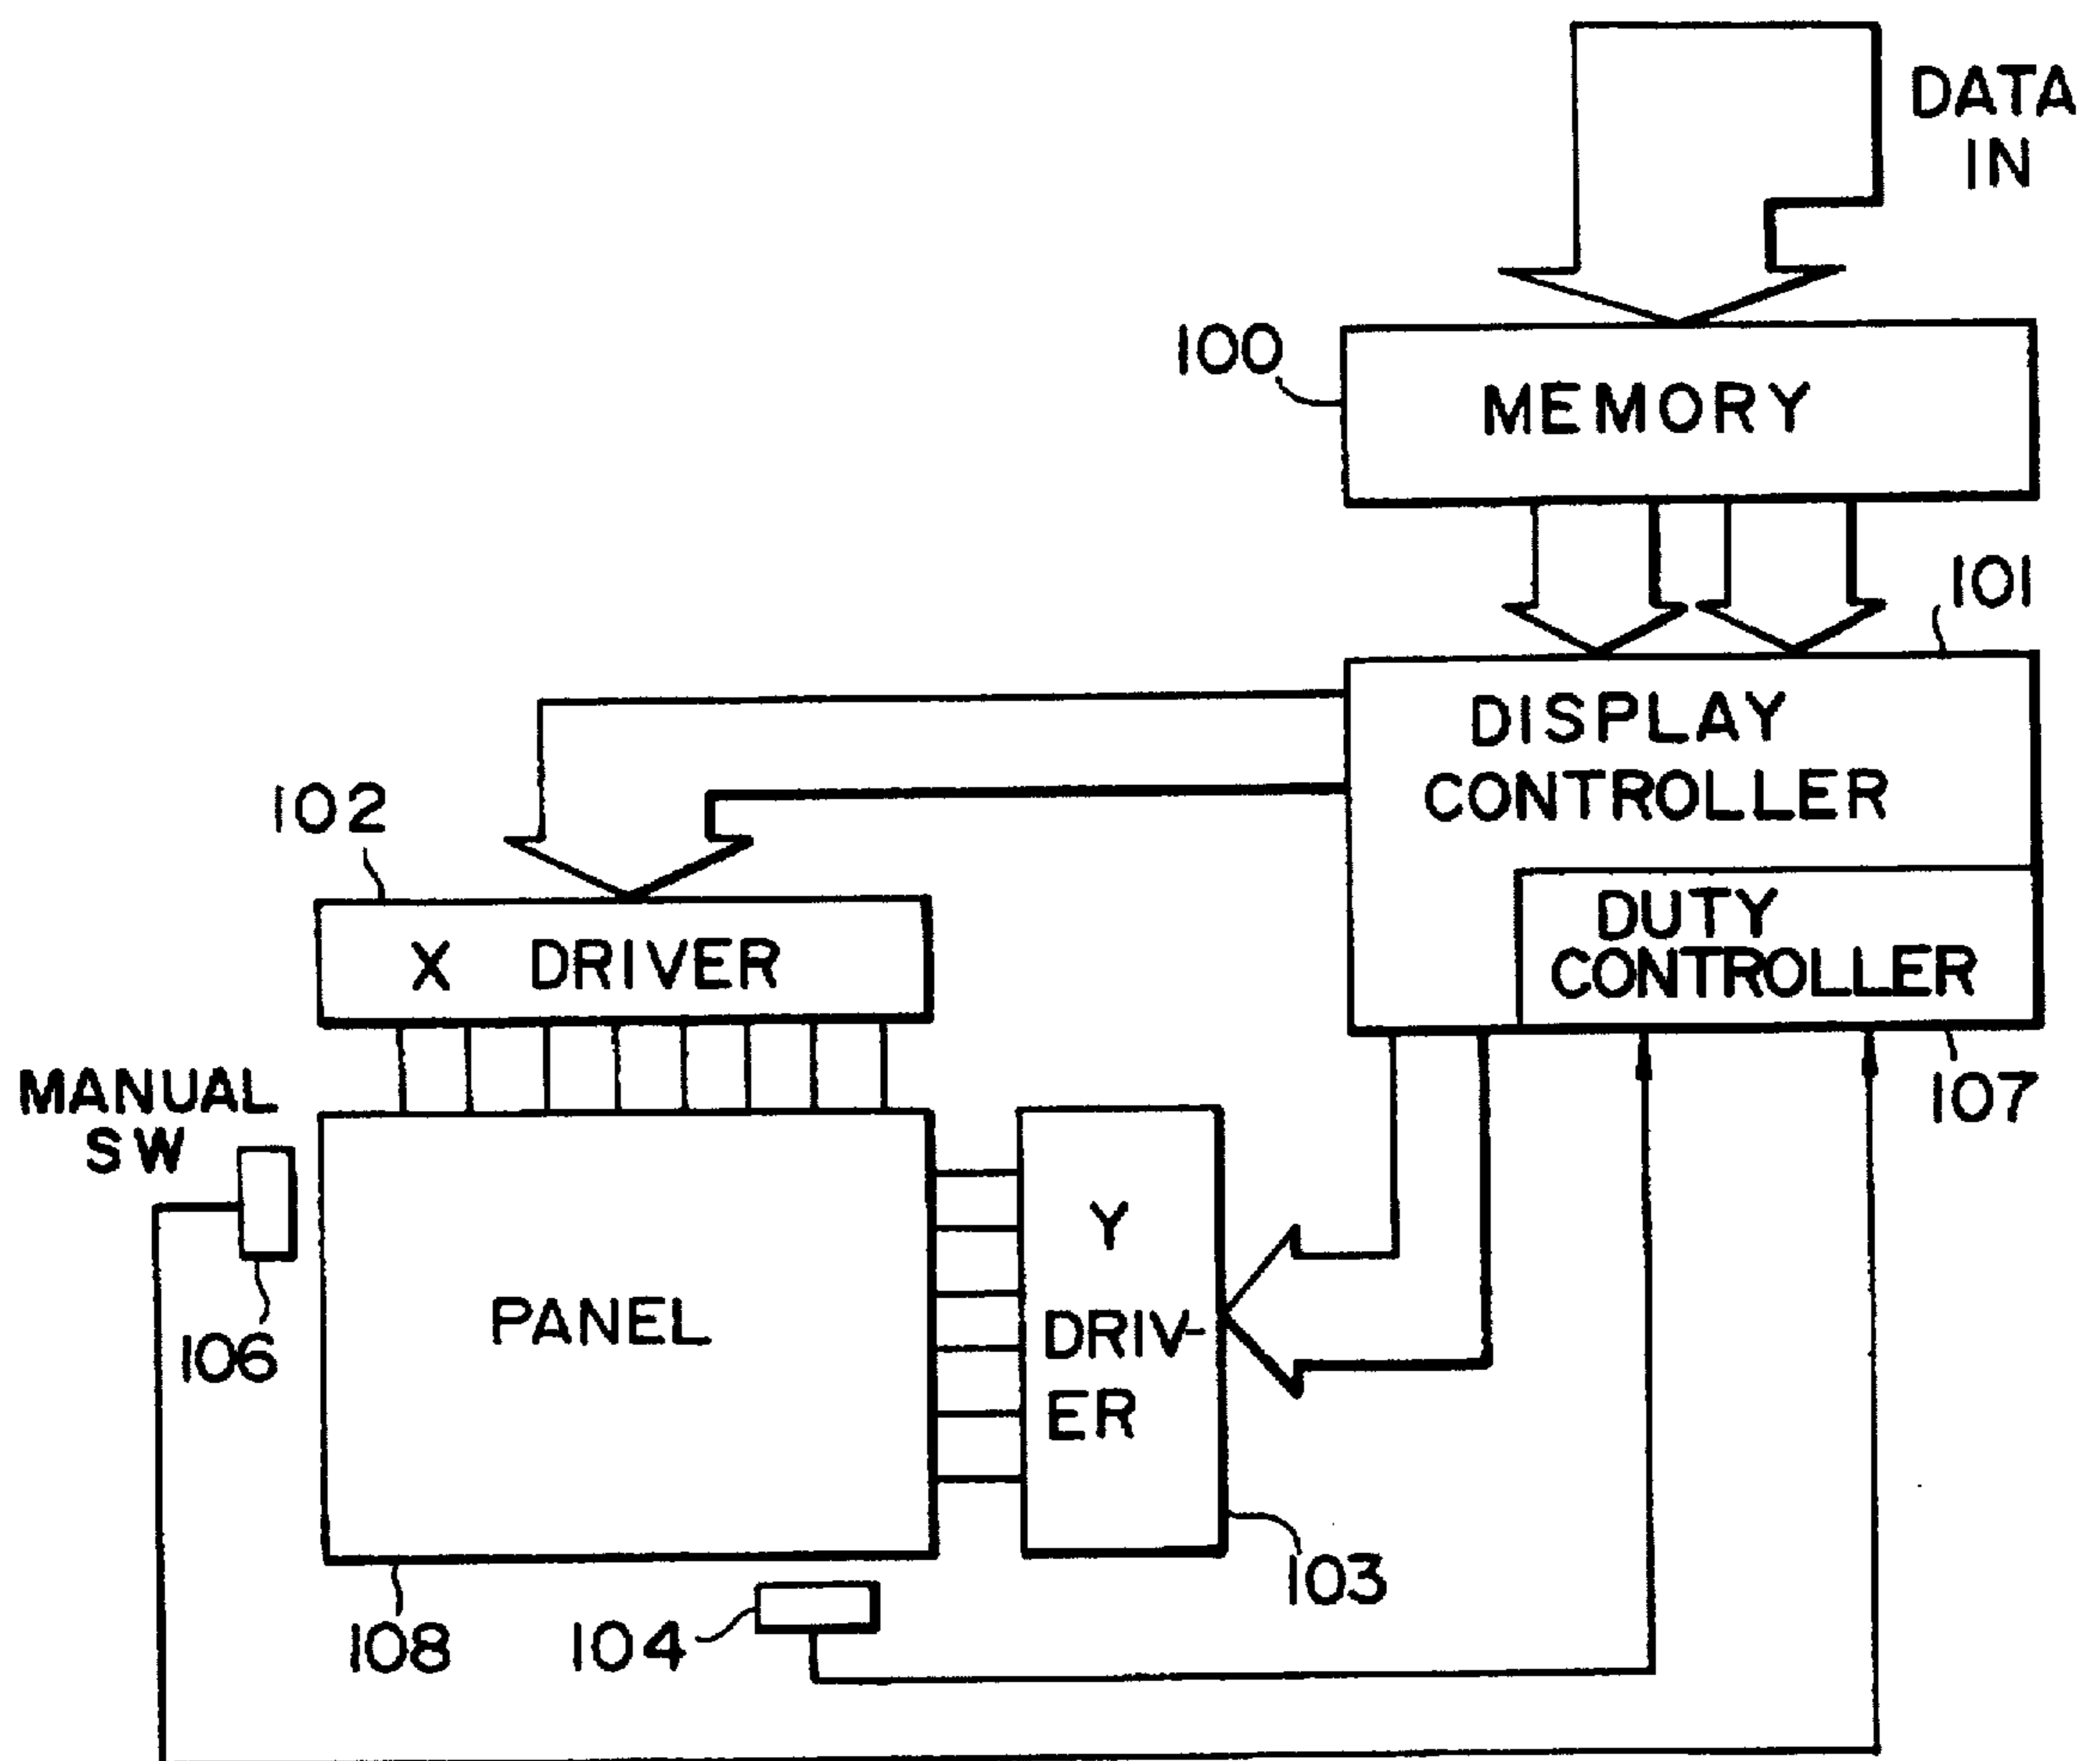 DATA
IN
100
MEMORY
101
DISPLAY
CONTROLLER
102
DUTY
CONTROLLER
X DRIVER
107
MANUAL
SW
106
PANEL
Y
DRIV-
ER
103
108
104